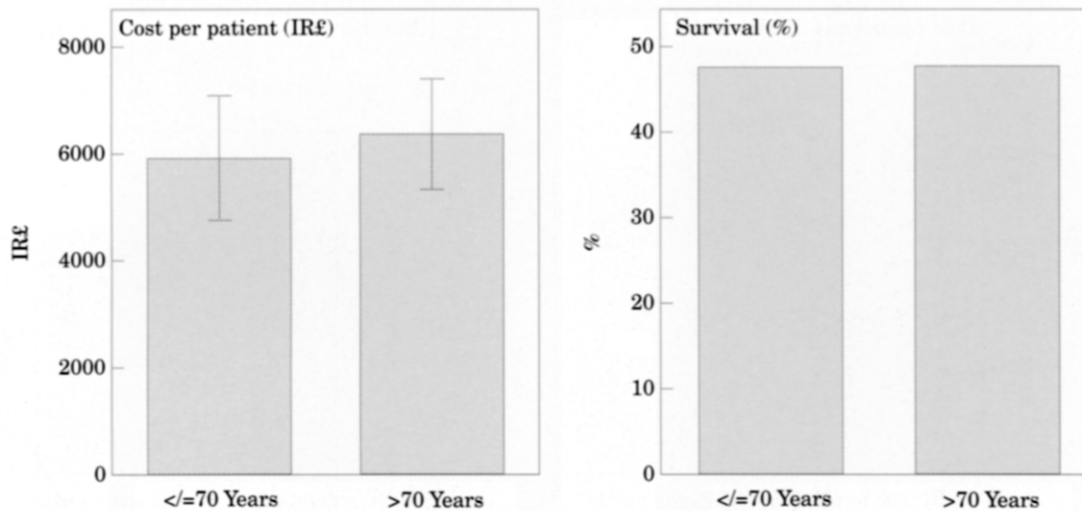 Cost per patient (IR£)
8000
6000
4000
2000
0
IR£
</=70 Years
>70 Years
Survival (%)
50
40
30
20
10
0
%
</=70 Years
>70 Years